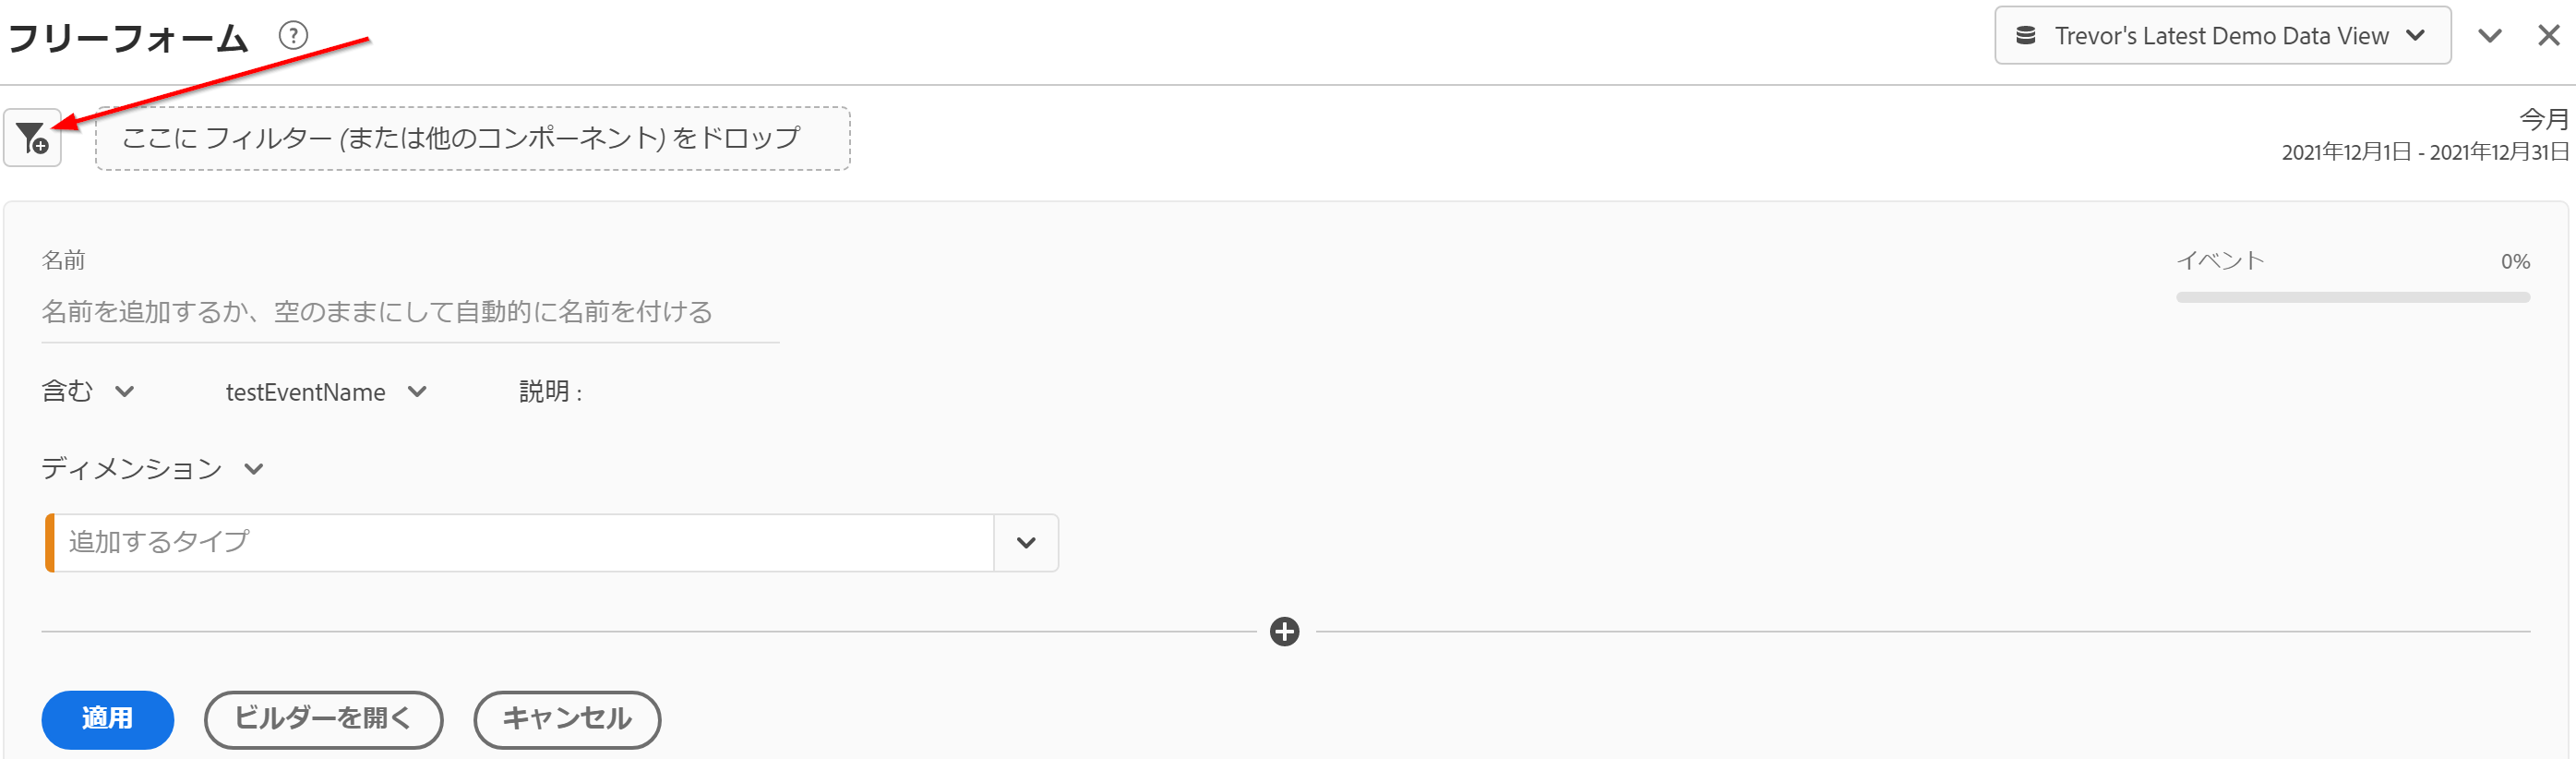 フリーフォーム ?
Trevor's Latest Demo Data View
ここに フィルター (または他のコンポーネント) をドロップ
今月
2021年12月1日 - 2021年12月31日
名前
イベント 0%
名前を追加するか、空のままにして自動的に名前を付ける
含む testEventName 説明 :
ディメンション
追加するタイプ
適用 ビルダーを開く キャンセル